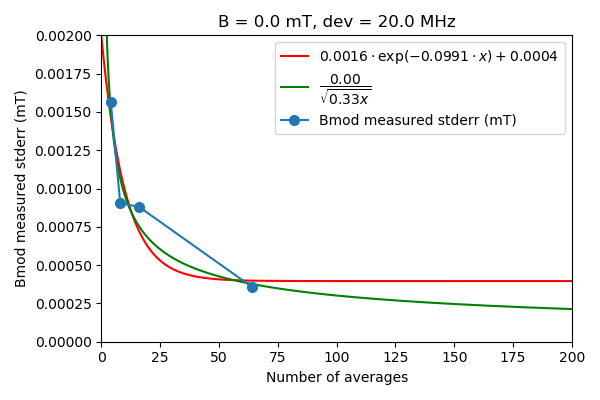 B = 0.0 mT, dev = 20.0 MHz
0.00200
0.00175
0.00150
0.00125
0.00100
0.00075
0.00050
0.00025
0.00000
Bmod measured stderr (mT)
0.0016 · exp(−0.0991 · x) + 0.0004
0.00
√0.33x
Bmod measured stderr (mT)
0 25 50 75 100 125 150 175 200
Number of averages